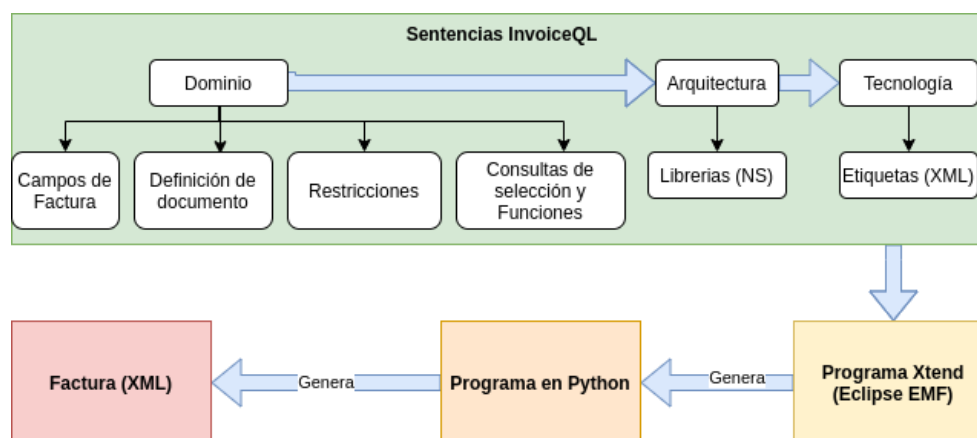 Sentencias InvoiceQL
Dominio
Arquitectura
Tecnología
Campos de
Factura
Definición de
documento
Restricciones
Consultas de
selección y
Funciones
Librerias (NS)
Etiquetas (XML)
Factura (XML)
Genera
Programa en Python
Genera
Programa Xtend
(Eclipse EMF)